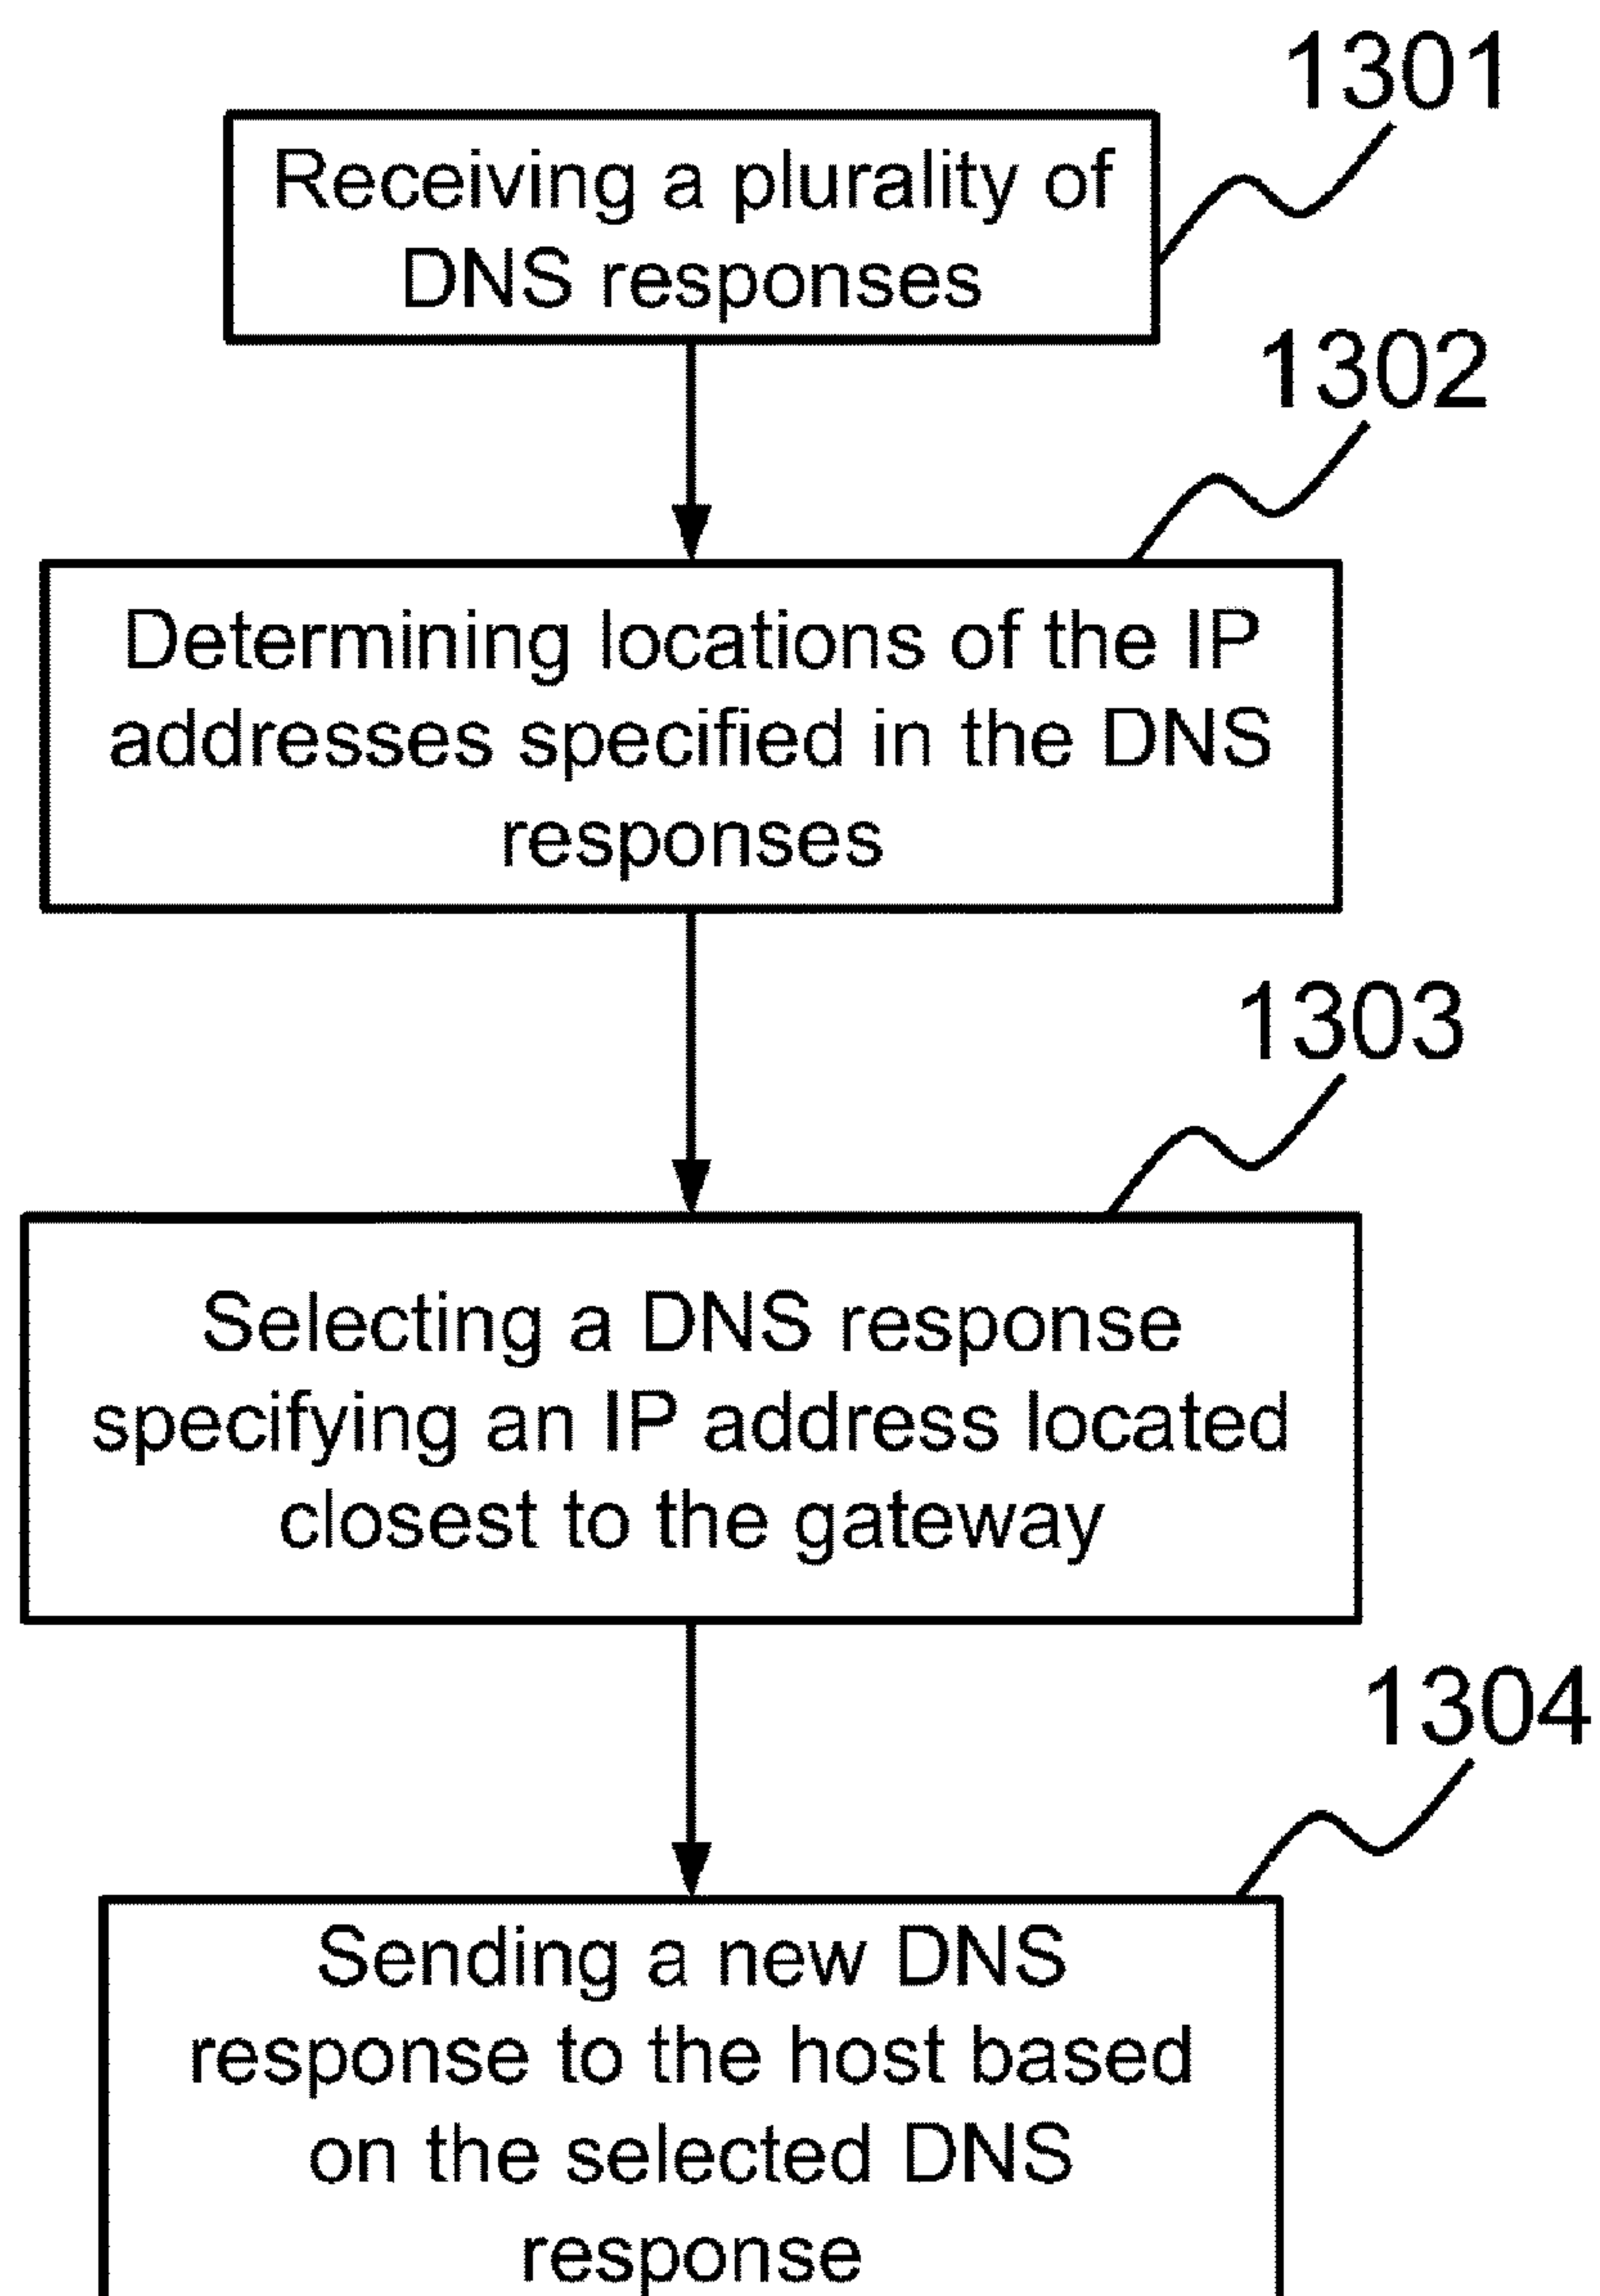 1301
Receiving a plurality of
DNS responses
1302
Determining locations of the IP
addresses specified in the DNS
responses
1303
Selecting a DNS response
specifying an IP address located
closest to the gateway
1304
Sending a new DNS
response to the host based
on the selected DNS
response